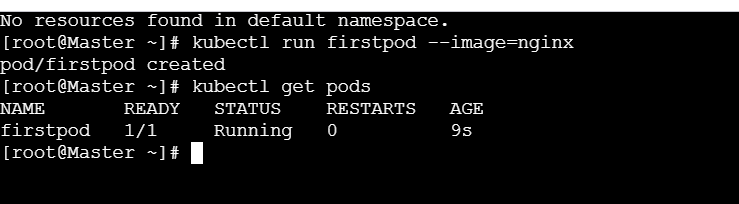 No resources found in default namespace.
[root@Master ~]# kubectl run firstpod --image=nginx
pod/firstpod created
[root@Master ~]# kubectl get pods
NAME READY STATUS RESTARTS AGE
firstpod 1/1 Running 0 9s
[root@Master ~]#